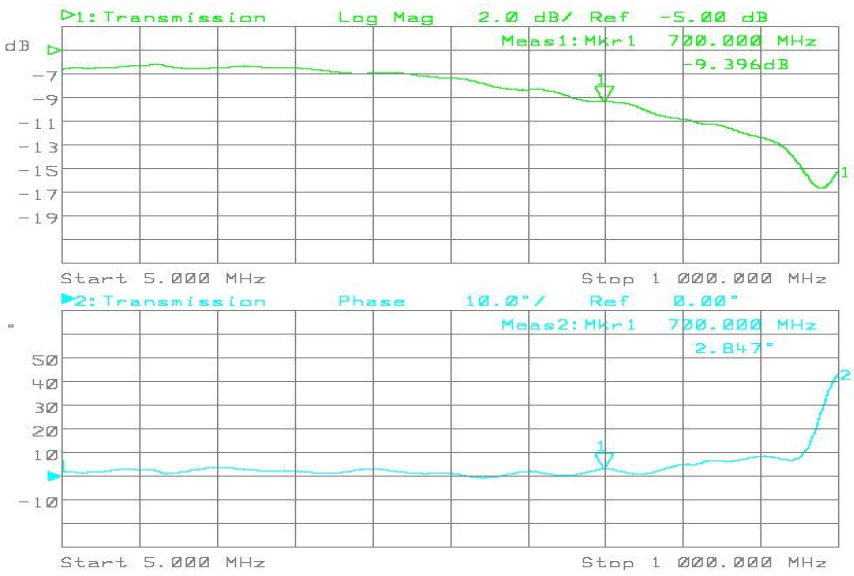 1:Transmission Log Mag 2.0 dB/ Ref -5.00 dB
dB
Meas1:Mkr1 700.000 MHz
-9.396dB
1
-7
-9
-11
-13
-15
-17
-19
1
Start 5.000 MHz Stop 1 000.000 MHz
2:Transmission Phase 10.0°/ Ref 0.00°
°
Meas2:Mkr1 700.000 MHz
2.847°
50
40
30
20
10
-10
1
2
Start 5.000 MHz Stop 1 000.000 MHz